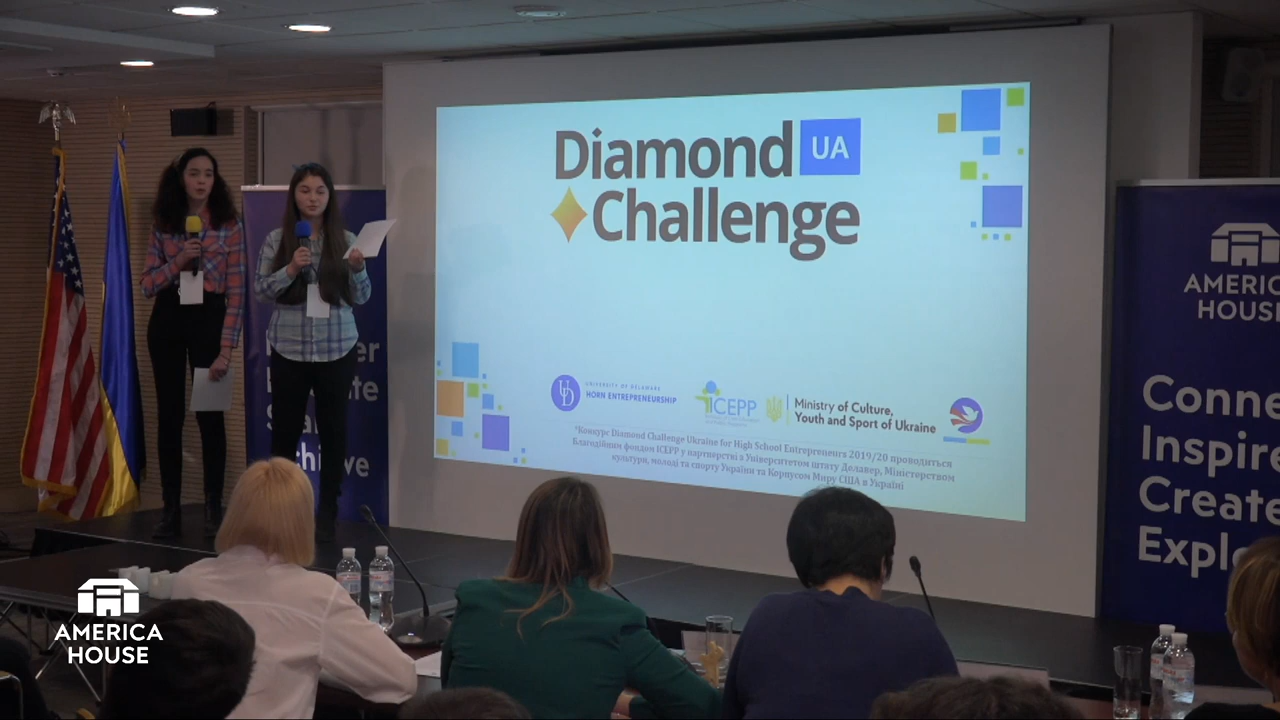 Diamond UA
Challenge
UD
UNIVERSITY OF DELAWARE
HORN ENTREPRENEURSHIP
ICEPP
Ministry of Culture,
Youth and Sport of Ukraine
*Конкурс Diamond Challenge Ukraine for High School Entrepreneurs 2019/20 проводиться
Благодійним фондом ICEPP у партнерстві з Університетом штату Делавер, Міністерством
культури, молоді та спорту України та Корпусом Миру США в Україні
AMERIC
HOUSE
Conne
Inspire
Create
Explo
AMERICA
HOUSE